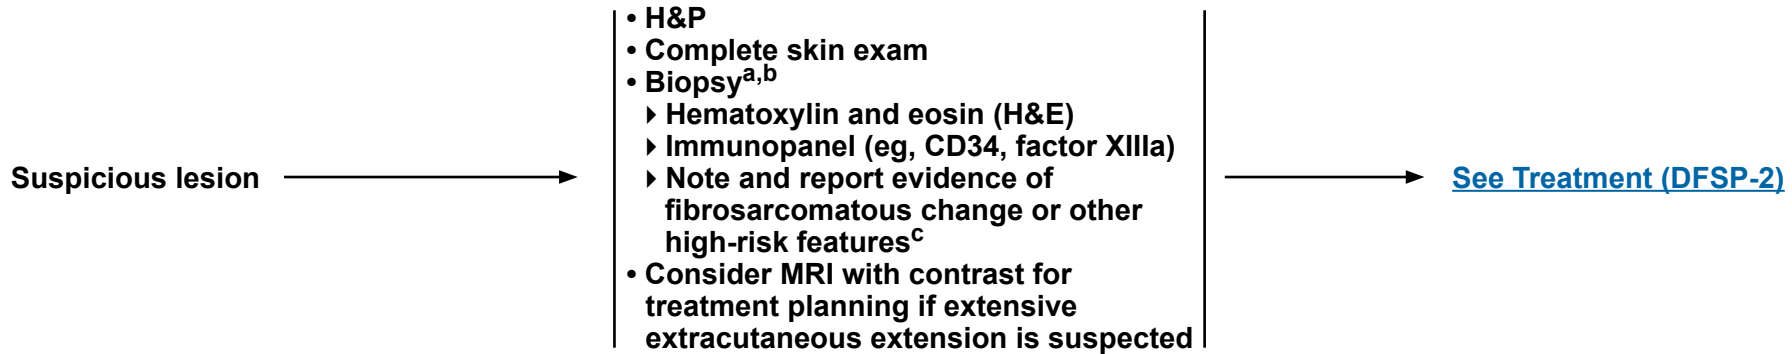 Suspicious lesion
• H&P
• Complete skin exam
• Biopsya,b
▸ Hematoxylin and eosin (H&E)
▸ Immunopanel (eg, CD34, factor XIIIa)
▸ Note and report evidence of
fibrosarcomatous change or other
high-risk featuresc
• Consider MRI with contrast for
treatment planning if extensive
extracutaneous extension is suspected
See Treatment (DFSP-2)